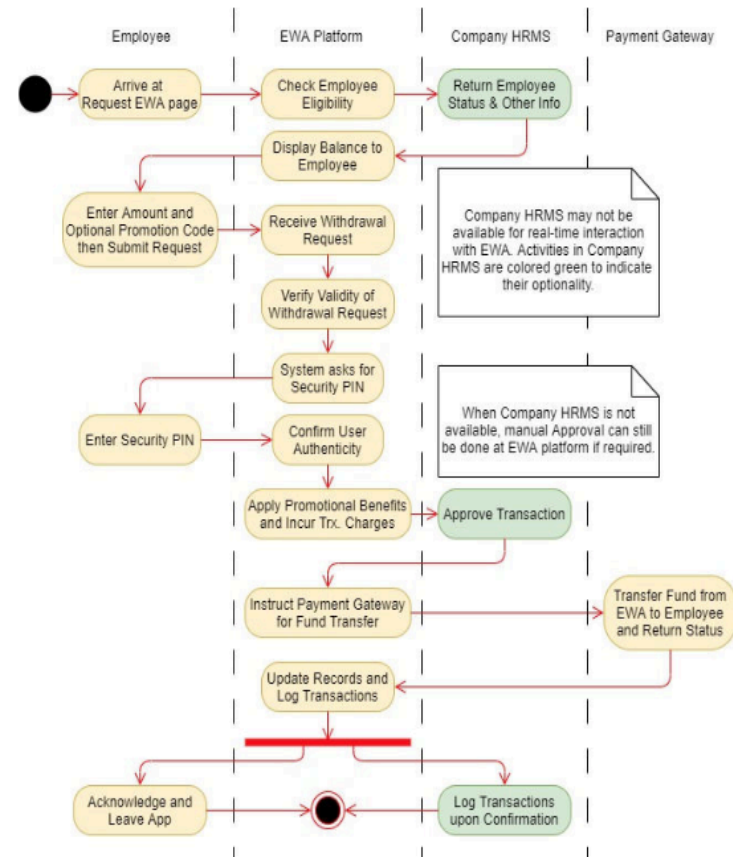 Employee
EWA Platform
Company HRMS
Payment Gateway
Arrive at
Request EWA page
Check Employee
Eligibility
Return Employee
Status & Other Info
Display Balance to
Employee
Enter Amount and
Optional Promotion Code
then Submit Request
Receive Withdrawal
Request
Company HRMS may not be
available for real-time interaction
with EWA. Activities in Company
HRMS are colored green to indicate
their optionality.
Verify Validity of
Withdrawal Request
System asks for
Security PIN
Enter Security PIN
Confirm User
Authenticity
When Company HRMS is not
available, manual Approval can still
be done at EWA platform if required.
Apply Promotional Benefits
and Incur Trx. Charges
Approve Transaction
Instruct Payment Gateway
for Fund Transfer
Transfer Fund from
EWA to Employee
and Return Status
Update Records and
Log Transactions
Acknowledge and
Leave App
Log Transactions
upon Confirmation